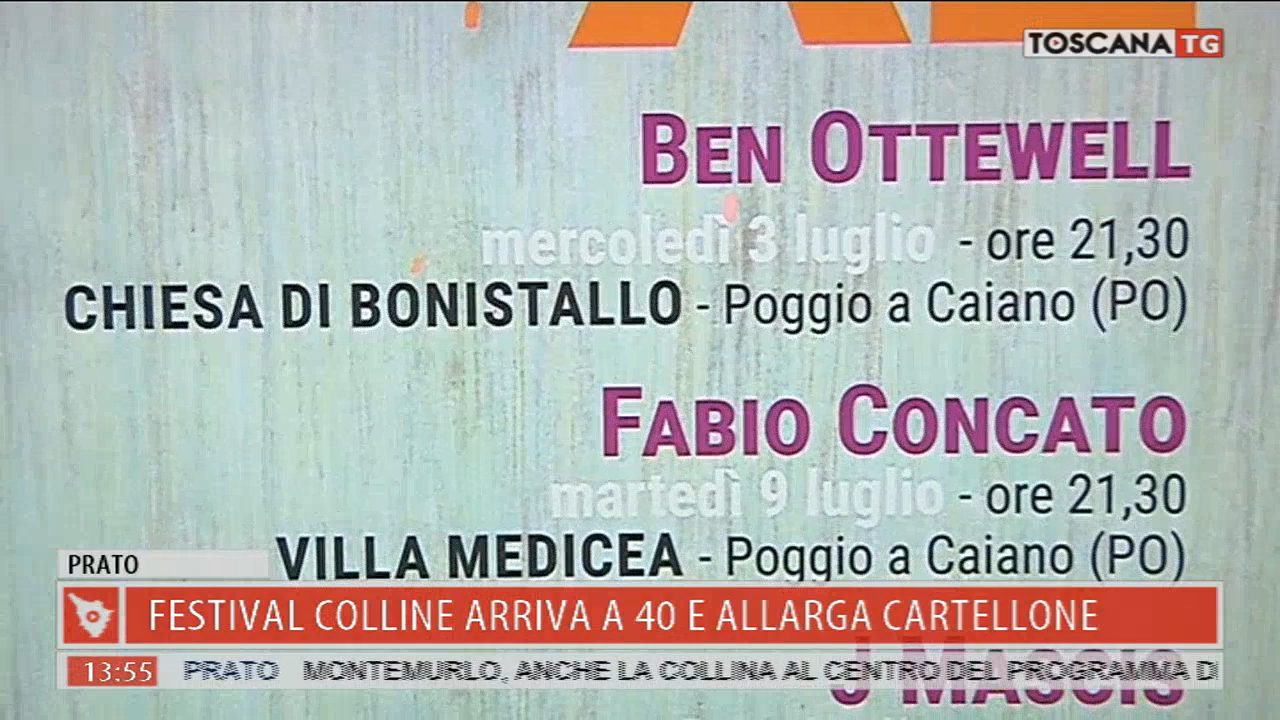 TOSCANA TG
BEN OTTEWELL
mercoledì 3 luglio - ore 21,30
CHIESA DI BONISTALLO - Poggio a Caiano (PO)
FABIO CONCATO
martedì 9 luglio - ore 21,30
VILLA MEDICEA - Poggio a Caiano (PO)
PRATO
FESTIVAL COLLINE ARRIVA A 40 E ALLARGA CARTELLONE
J MASCIS
13:55 PRATO MONTEMURLO, ANCHE LA COLLINA AL CENTRO DEL PROGRAMMA DI